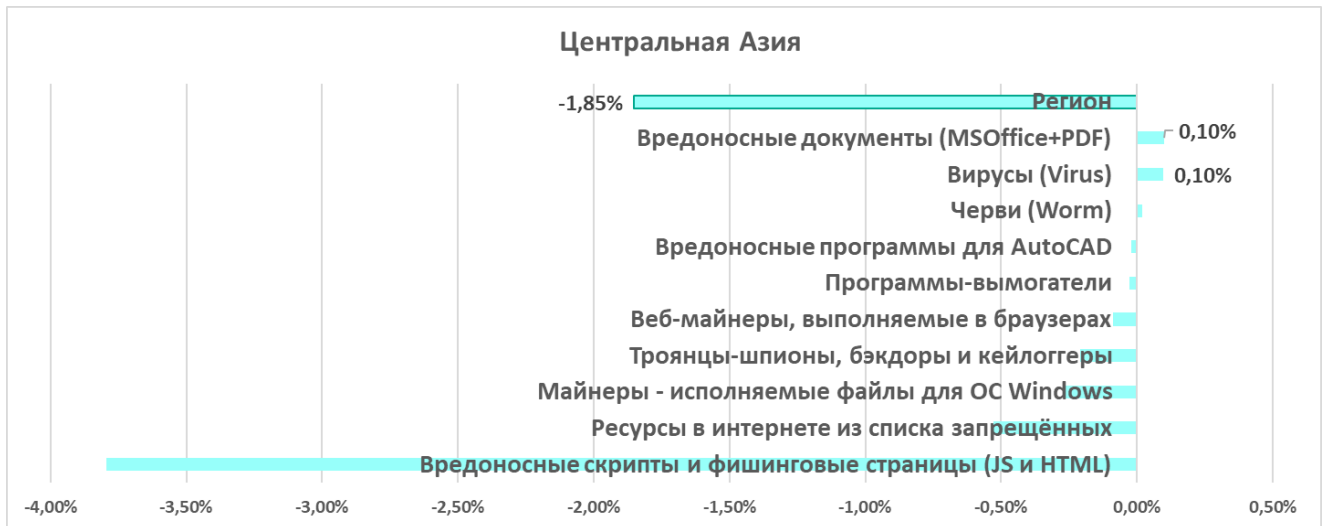 Центральная Азия
-1,85%
Регион
Вредоносные документы (MSOffice+PDF)
0,10%
Вирусы (Virus)
0,10%
Черви (Worm)
Вредоносные программы для AutoCAD
Программы-вымогатели
Веб-майнеры, выполняемые в браузерах
Троянцы-шпионы, бэкдоры и кейлоггеры
Майнеры - исполняемые файлы для ОС Windows
Ресурсы в интернете из списка запрещённых
Вредоносные скрипты и фишинговые страницы (JS и HTML)
-4,00% -3,50% -3,00% -2,50% -2,00% -1,50% -1,00% -0,50% 0,00% 0,50%